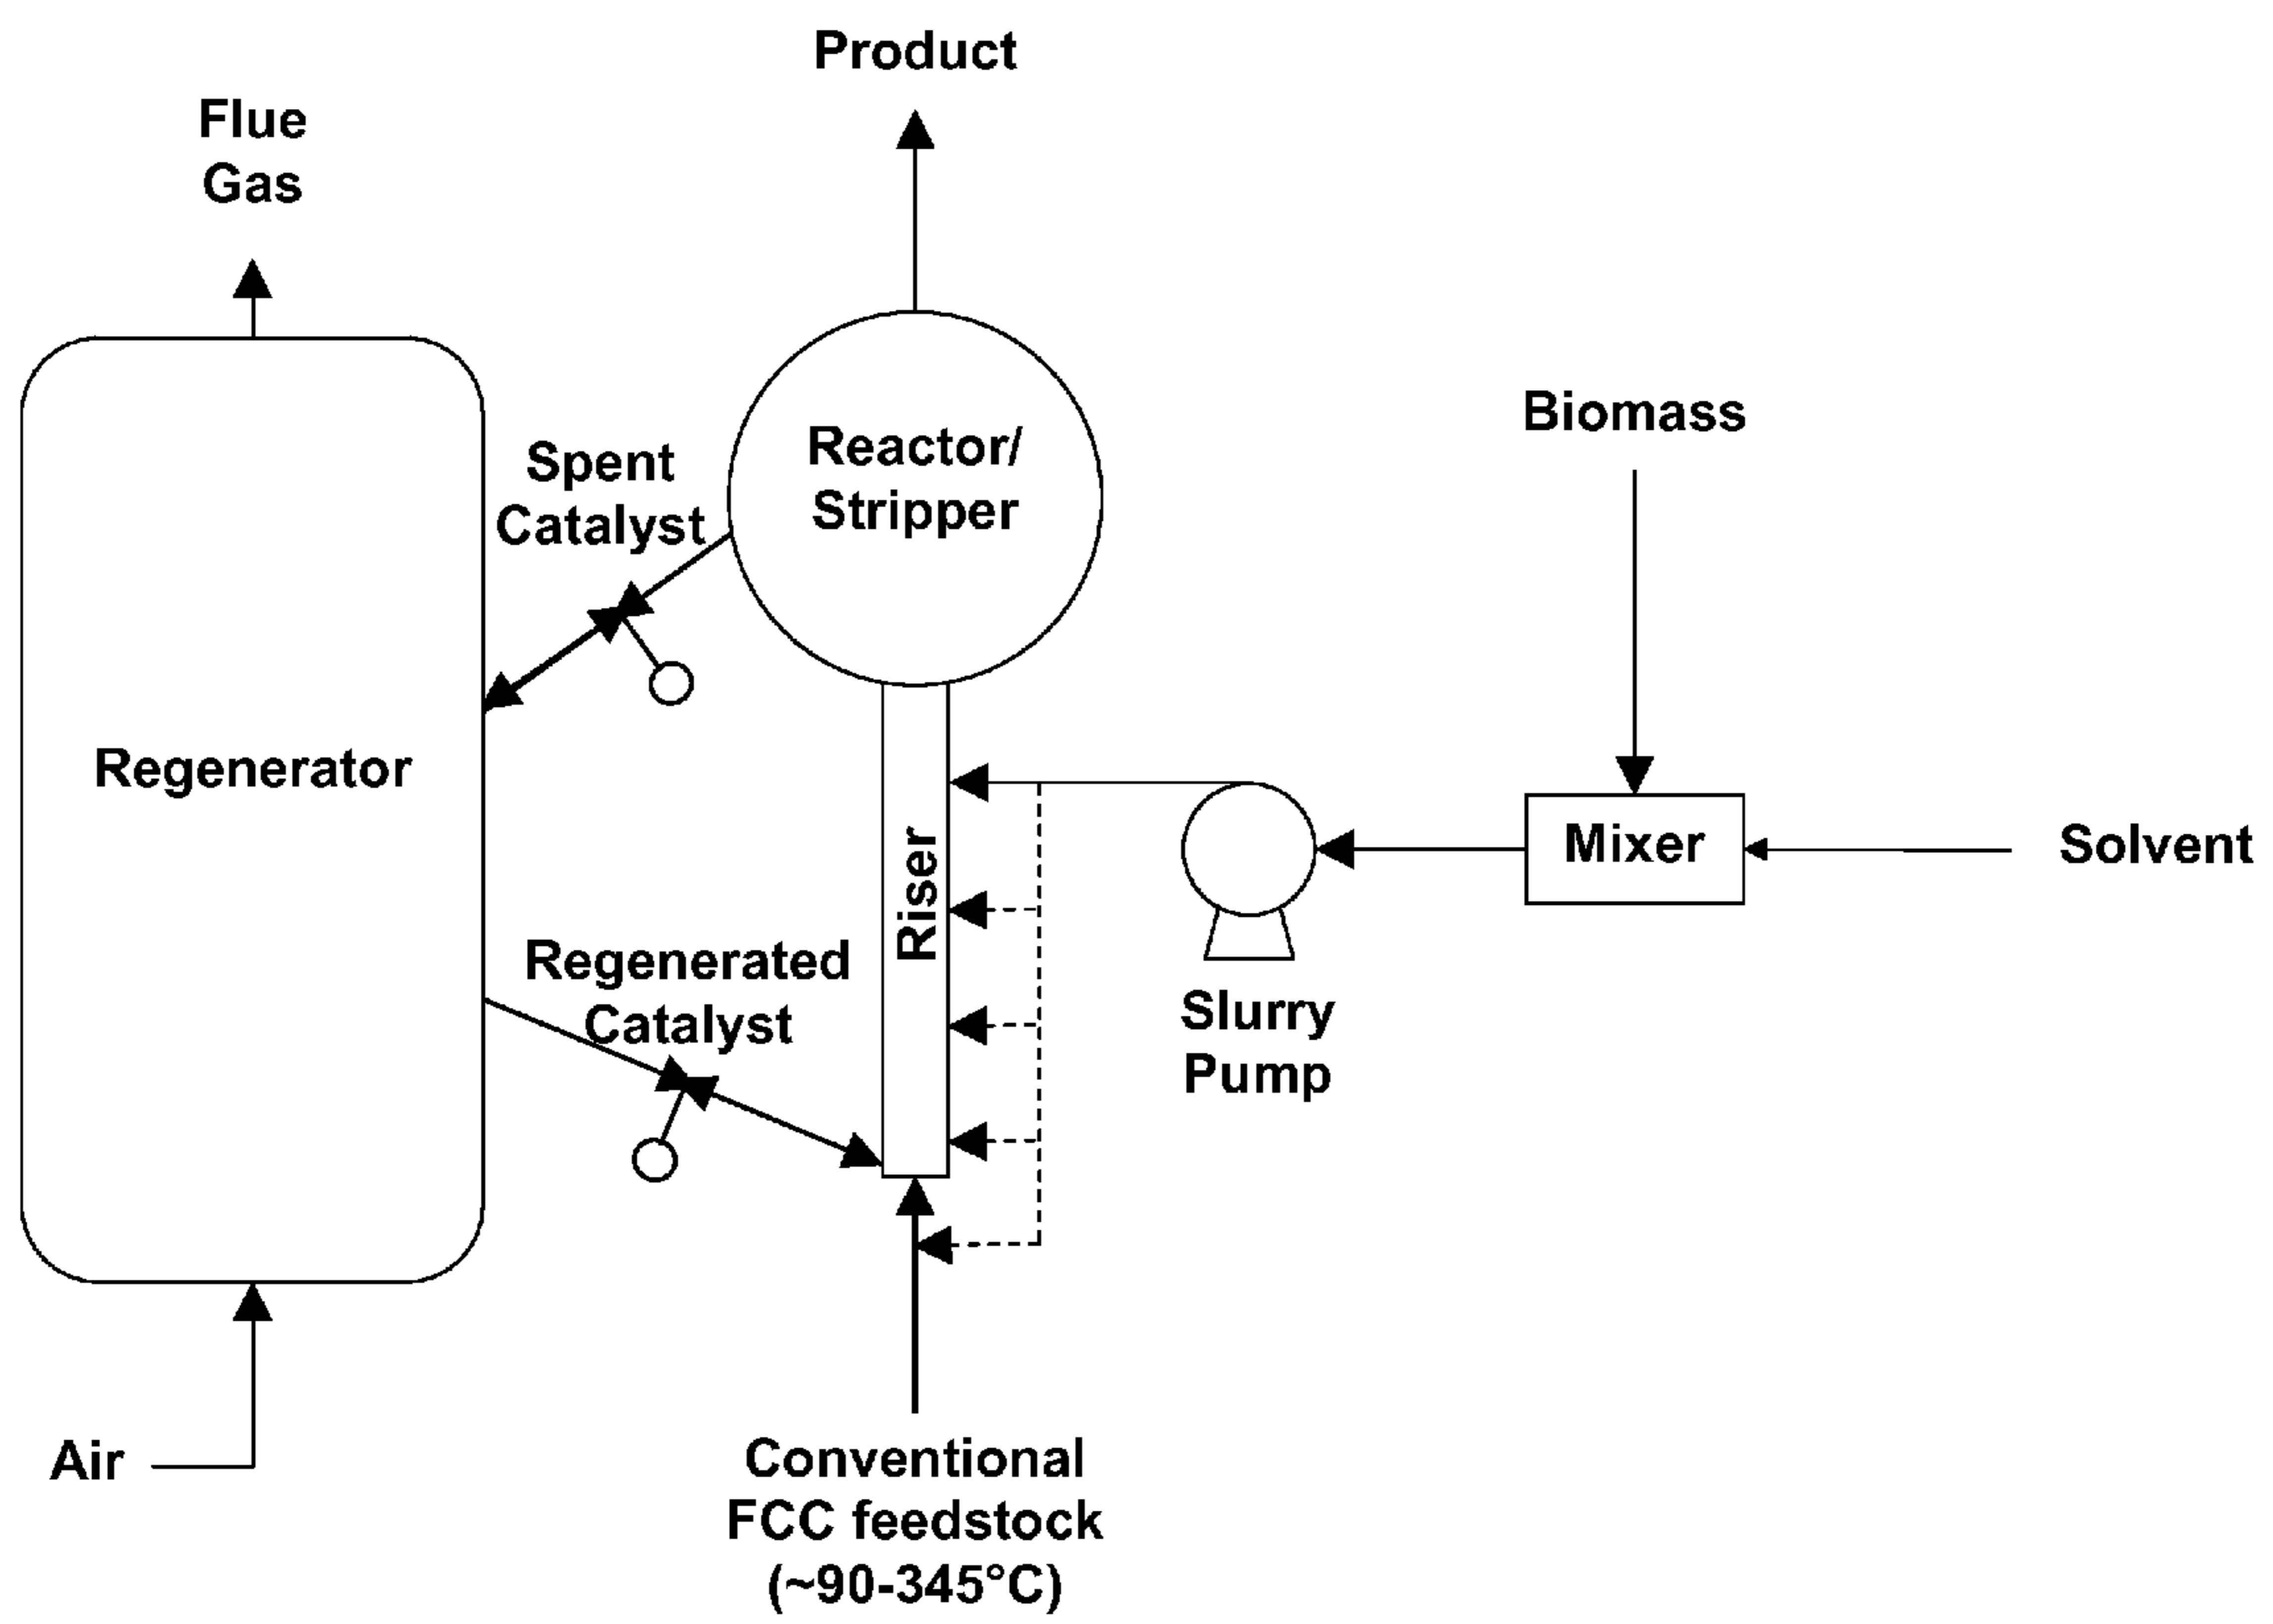 Product
Flue
Gas
Reactor/
Stripper
Biomass
Spent
Catalyst
Regenerator
Mixer
Solvent
Riser
Regenerated
Catalyst
Slurry
Pump
Air
Conventional
FCC feedstock
(~90-345°C)